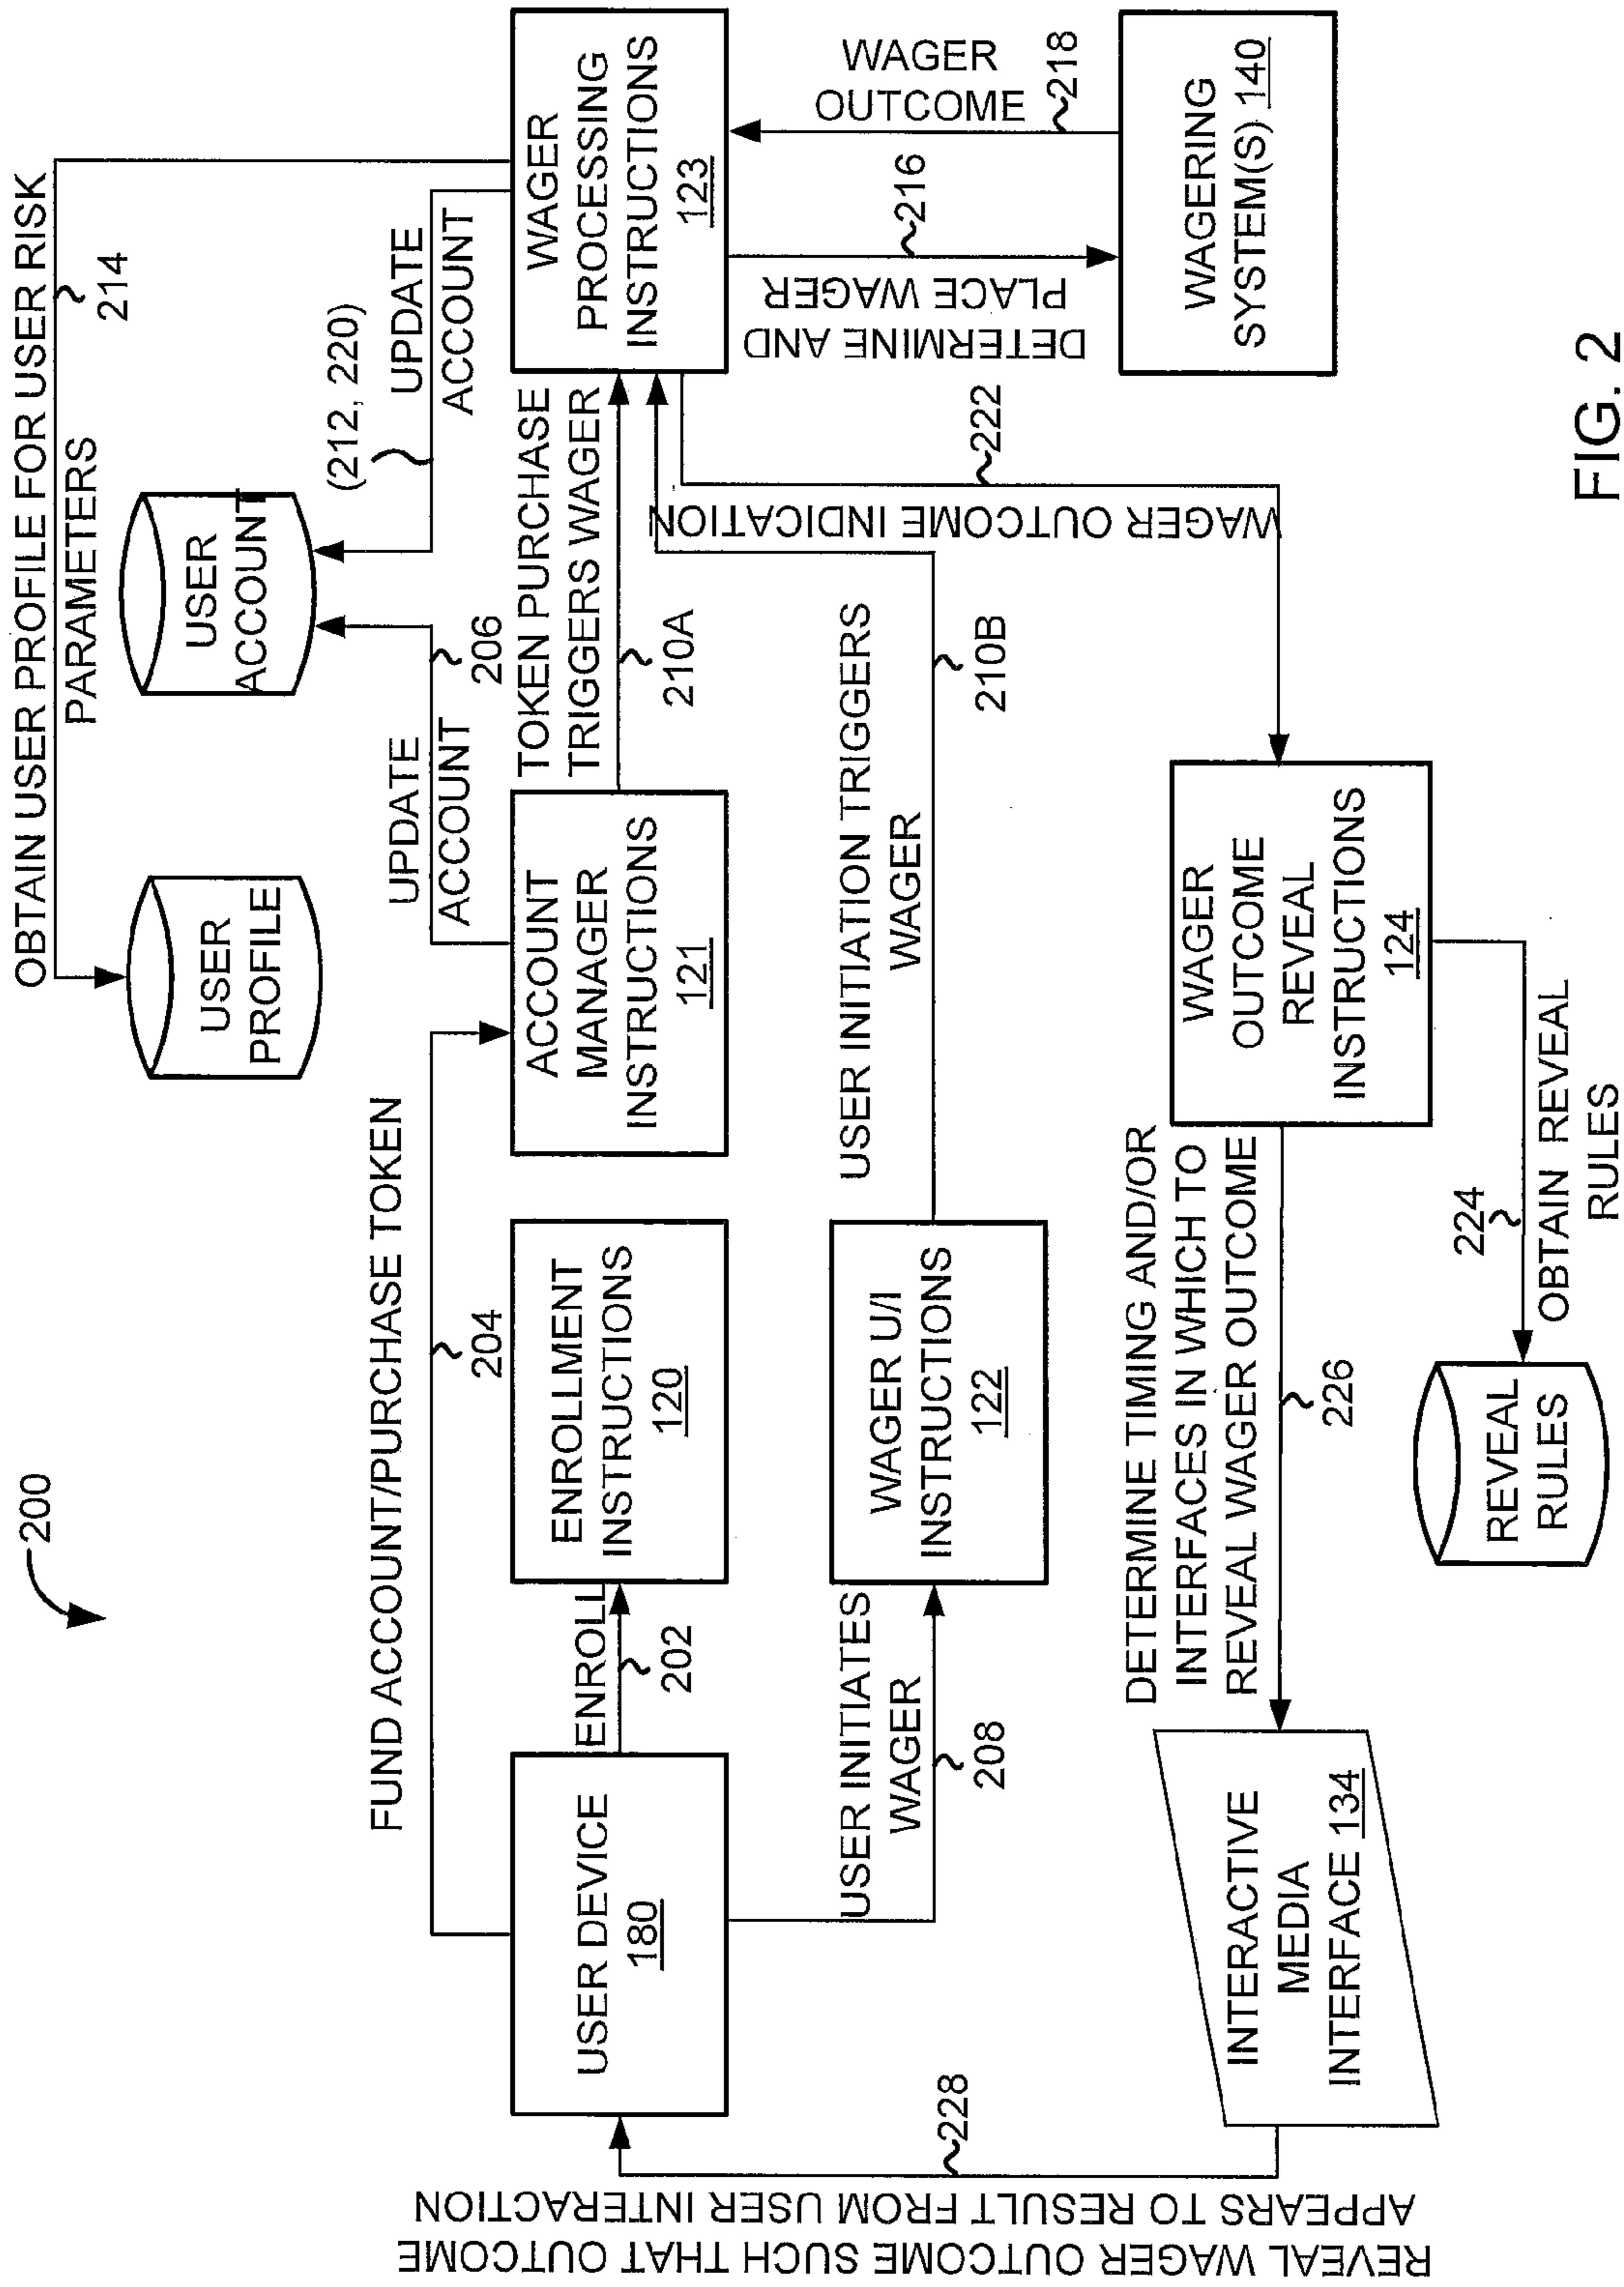 200
OBTAIN USER PROFILE FOR USER RISK
PARAMETERS
214
USER
PROFILE
USER
ACCOUNT
(212, 220)
UPDATE
ACCOUNT
UPDATE
ACCOUNT
206
FUND ACCOUNT/PURCHASE TOKEN
204
USER DEVICE
180
ENROLL
202
ENROLLMENT
INSTRUCTIONS
120
ACCOUNT
MANAGER
INSTRUCTIONS
121
TOKEN PURCHASE
TRIGGERS WAGER
210A
WAGER
PROCESSING
INSTRUCTIONS
123
USER INITIATES
WAGER
208
WAGER U/I
INSTRUCTIONS
122
USER INITIATION TRIGGERS
WAGER
210B
DETERMINE AND
PLACE WAGER
216
WAGER
OUTCOME
218
WAGERING
SYSTEM(S) 140
WAGER OUTCOME INDICATION
222
WAGER
OUTCOME
REVEAL
INSTRUCTIONS
124
DETERMINE TIMING AND/OR
INTERFACES IN WHICH TO
REVEAL WAGER OUTCOME
226
224
OBTAIN REVEAL
RULES
REVEAL
RULES
INTERACTIVE
MEDIA
INTERFACE 134
228
REVEAL WAGER OUTCOME SUCH THAT OUTCOME
APPEARS TO RESULT FROM USER INTERACTION
FIG. 2